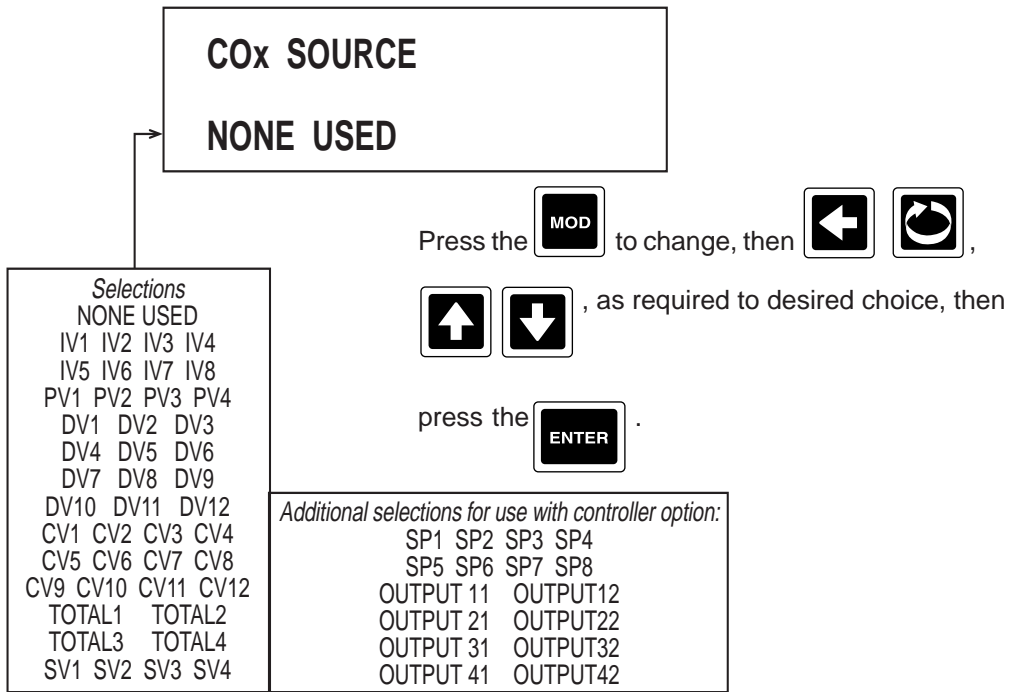 COx SOURCE
NONE USED
Press the MOD to change, then ,
, as required to desired choice, then
press the ENTER .
Selections
NONE USED
IV1 IV2 IV3 IV4
IV5 IV6 IV7 IV8
PV1 PV2 PV3 PV4
DV1 DV2 DV3
DV4 DV5 DV6
DV7 DV8 DV9
DV10 DV11 DV12
CV1 CV2 CV3 CV4
CV5 CV6 CV7 CV8
CV9 CV10 CV11 CV12
TOTAL1 TOTAL2
TOTAL3 TOTAL4
SV1 SV2 SV3 SV4
Additional selections for use with controller option:
SP1 SP2 SP3 SP4
SP5 SP6 SP7 SP8
OUTPUT 11 OUTPUT12
OUTPUT 21 OUTPUT22
OUTPUT 31 OUTPUT32
OUTPUT 41 OUTPUT42